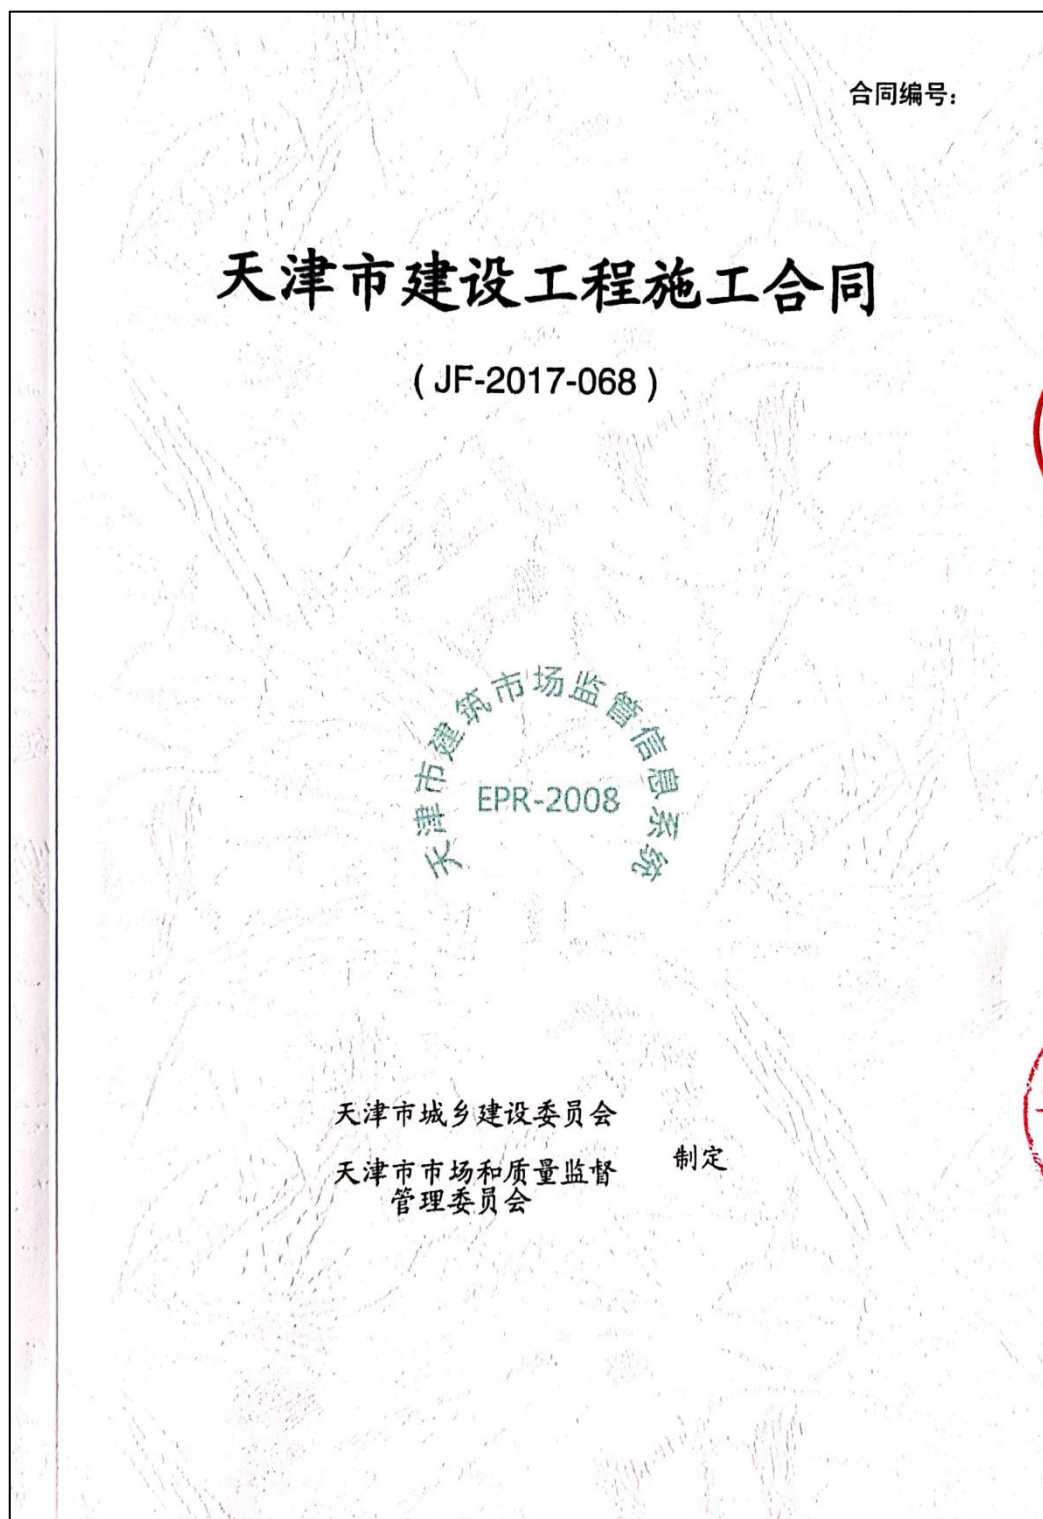 合同编号：
天津市建设工程施工合同
（JF-2017-068）
天津市建筑市场监管信息系统
EPR-2008
天津市城乡建设委员会
天津市市场和质量监督
管理委员会
制定